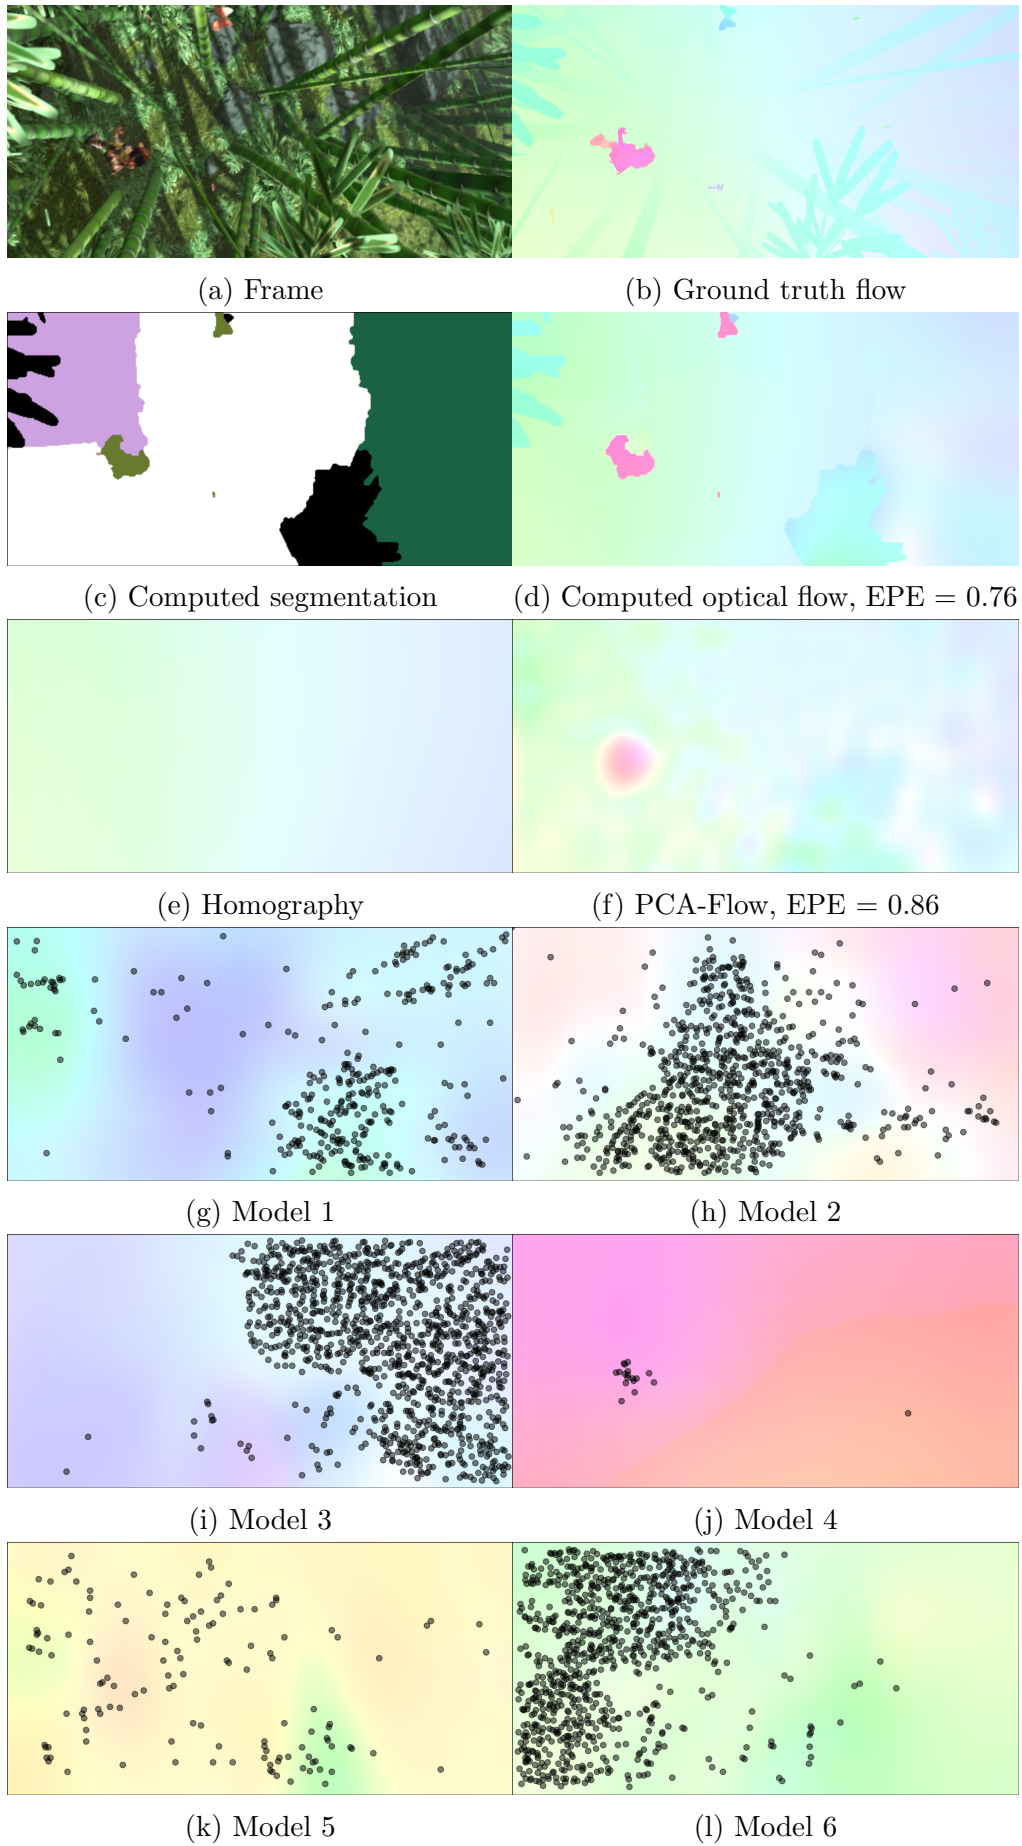 (a) Frame
(b) Ground truth flow
(c) Computed segmentation
(d) Computed optical flow, EPE = 0.76
(e) Homography
(f) PCA-Flow, EPE = 0.86
(g) Model 1
(h) Model 2
(i) Model 3
(j) Model 4
(k) Model 5
(l) Model 6